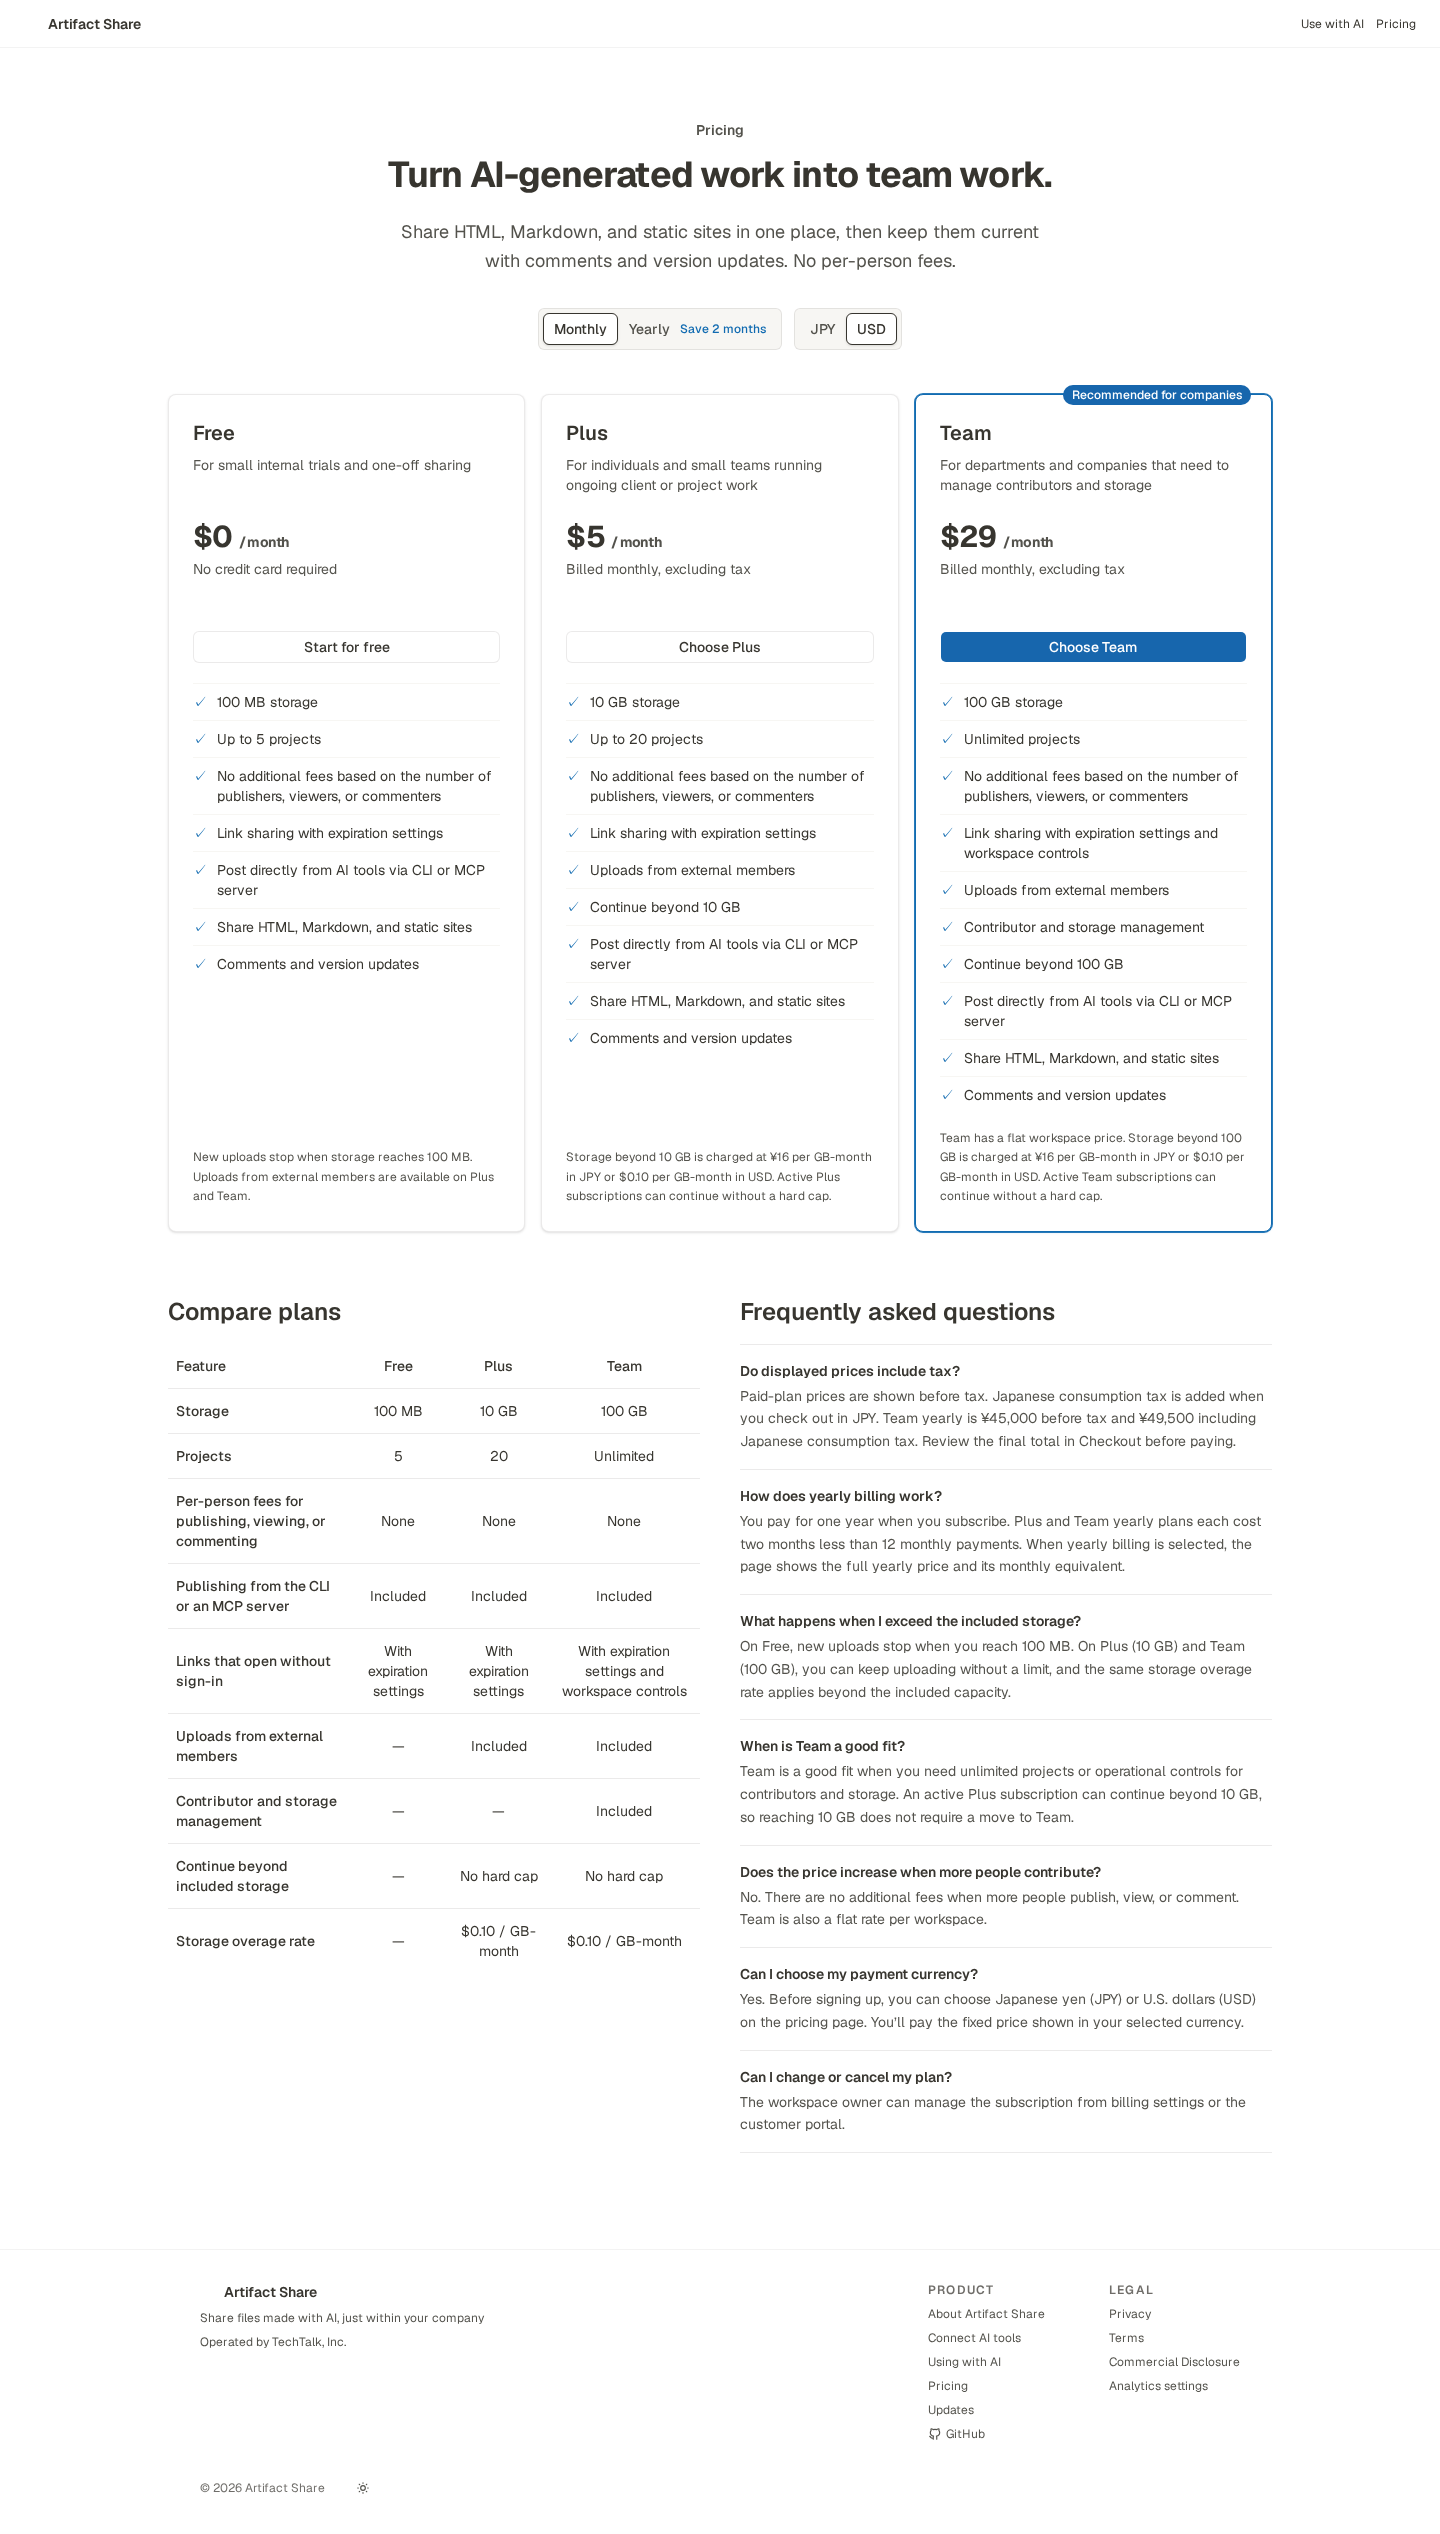 Artifact Share
Use with AI
Pricing
Pricing
Turn AI-generated work into team work.
Share HTML, Markdown, and static sites in one place, then keep them current
with comments and version updates. No per-person fees.
Monthly
Yearly
Save 2 months
JPY
USD
Free
For small internal trials and one-off sharing
$0 / month
No credit card required
Start for free
✓ 100 MB storage
✓ Up to 5 projects
✓ No additional fees based on the number of
publishers, viewers, or commenters
✓ Link sharing with expiration settings
✓ Post directly from AI tools via CLI or MCP
server
✓ Share HTML, Markdown, and static sites
✓ Comments and version updates
New uploads stop when storage reaches 100 MB.
Uploads from external members are available on Plus
and Team.
Plus
For individuals and small teams running
ongoing client or project work
$5 / month
Billed monthly, excluding tax
Choose Plus
✓ 10 GB storage
✓ Up to 20 projects
✓ No additional fees based on the number of
publishers, viewers, or commenters
✓ Link sharing with expiration settings
✓ Uploads from external members
✓ Continue beyond 10 GB
✓ Post directly from AI tools via CLI or MCP
server
✓ Share HTML, Markdown, and static sites
✓ Comments and version updates
Storage beyond 10 GB is charged at ¥16 per GB-month
in JPY or $0.10 per GB-month in USD. Active Plus
subscriptions can continue without a hard cap.
Recommended for companies
Team
For departments and companies that need to
manage contributors and storage
$29 / month
Billed monthly, excluding tax
Choose Team
✓ 100 GB storage
✓ Unlimited projects
✓ No additional fees based on the number of
publishers, viewers, or commenters
✓ Link sharing with expiration settings and
workspace controls
✓ Uploads from external members
✓ Contributor and storage management
✓ Continue beyond 100 GB
✓ Post directly from AI tools via CLI or MCP
server
✓ Share HTML, Markdown, and static sites
✓ Comments and version updates
Team has a flat workspace price. Storage beyond 100
GB is charged at ¥16 per GB-month in JPY or $0.10 per
GB-month in USD. Active Team subscriptions can
continue without a hard cap.
Compare plans
Feature Free Plus Team
Storage 100 MB 10 GB 100 GB
Projects 5 20 Unlimited
Per-person fees for
publishing, viewing, or
commenting
None None None
Publishing from the CLI
or an MCP server
Included Included Included
Links that open without
sign-in
With
expiration
settings
With
expiration
settings
With expiration
settings and
workspace controls
Uploads from external
members
— Included Included
Contributor and storage
management
— — Included
Continue beyond
included storage
— No hard cap No hard cap
Storage overage rate
—
$0.10 / GB-
month
$0.10 / GB-month
Frequently asked questions
Do displayed prices include tax?
Paid-plan prices are shown before tax. Japanese consumption tax is added when
you check out in JPY. Team yearly is ¥45,000 before tax and ¥49,500 including
Japanese consumption tax. Review the final total in Checkout before paying.
How does yearly billing work?
You pay for one year when you subscribe. Plus and Team yearly plans each cost
two months less than 12 monthly payments. When yearly billing is selected, the
page shows the full yearly price and its monthly equivalent.
What happens when I exceed the included storage?
On Free, new uploads stop when you reach 100 MB. On Plus (10 GB) and Team
(100 GB), you can keep uploading without a limit, and the same storage overage
rate applies beyond the included capacity.
When is Team a good fit?
Team is a good fit when you need unlimited projects or operational controls for
contributors and storage. An active Plus subscription can continue beyond 10 GB,
so reaching 10 GB does not require a move to Team.
Does the price increase when more people contribute?
No. There are no additional fees when more people publish, view, or comment.
Team is also a flat rate per workspace.
Can I choose my payment currency?
Yes. Before signing up, you can choose Japanese yen (JPY) or U.S. dollars (USD)
on the pricing page. You'll pay the fixed price shown in your selected currency.
Can I change or cancel my plan?
The workspace owner can manage the subscription from billing settings or the
customer portal.
Artifact Share
Share files made with AI, just within your company
Operated by TechTalk, Inc.
PRODUCT
About Artifact Share
Connect AI tools
Using with AI
Pricing
Updates
GitHub
LEGAL
Privacy
Terms
Commercial Disclosure
Analytics settings
© 2026 Artifact Share